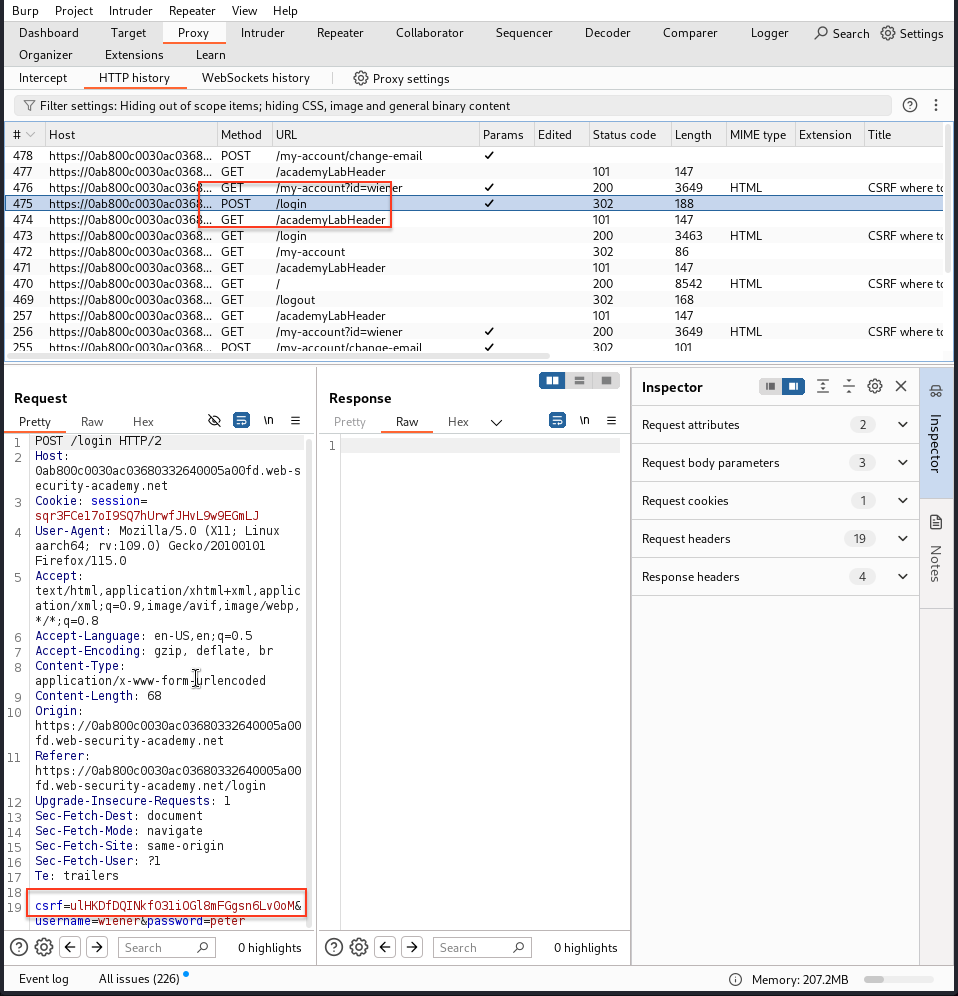 Burp Project Intruder Repeater View Help
Dashboard Target Proxy Intruder Repeater Collaborator Sequencer Decoder Comparer Logger Search Settings
Organizer Extensions Learn
Intercept HTTP history WebSockets history Proxy settings
Filter settings: Hiding out of scope items; hiding CSS, image and general binary content
# Host Method URL Params Edited Status code Length MIME type Extension Title
478 https://0ab800c0030ac0368... POST /my-account/change-email ✓
477 https://0ab800c0030ac0368... GET /academyLabHeader 101 147
476 https://0ab800c0030ac0368... GET /my-account?id=wiener ✓ 200 3649 HTML CSRF where to
475 https://0ab800c0030ac0368... POST /login ✓ 302 188
474 https://0ab800c0030ac0368... GET /academyLabHeader 101 147
473 https://0ab800c0030ac0368... GET /login 200 3463 HTML CSRF where to
472 https://0ab800c0030ac0368... GET /my-account 302 86
471 https://0ab800c0030ac0368... GET /academyLabHeader 101 147
470 https://0ab800c0030ac0368... GET / 200 8542 HTML CSRF where to
469 https://0ab800c0030ac0368... GET /logout 302 168
257 https://0ab800c0030ac0368... GET /academyLabHeader 101 147
256 https://0ab800c0030ac0368... GET /my-account?id=wiener ✓ 200 3649 HTML CSRF where to
255 https://0ab800c0030ac0368... POST /my-account/change-email ✓ 302 101
Request
Pretty Raw Hex \n
1 POST /login HTTP/2
2 Host:
0ab800c0030ac03680332640005a00fd.web-s
ecurity-academy.net
3 Cookie: session=
sqr3FCel7oI9SQ7hUrwfJHvL9w9EGmLJ
4 User-Agent: Mozilla/5.0 (X11; Linux
aarch64; rv:109.0) Gecko/20100101
Firefox/115.0
5 Accept:
text/html,application/xhtml+xml,applic
ation/xml;q=0.9,image/avif,image/webp,
*/*;q=0.8
6 Accept-Language: en-US,en;q=0.5
7 Accept-Encoding: gzip, deflate, br
8 Content-Type:
application/x-www-form-urlencoded
9 Content-Length: 68
10 Origin:
https://0ab800c0030ac03680332640005a00
fd.web-security-academy.net
11 Referer:
https://0ab800c0030ac03680332640005a00
fd.web-security-academy.net/login
12 Upgrade-Insecure-Requests: 1
13 Sec-Fetch-Dest: document
14 Sec-Fetch-Mode: navigate
15 Sec-Fetch-Site: same-origin
16 Sec-Fetch-User: ?1
17 Te: trailers
18
19 csrf=ulHKDfDQINkfO3liOGl8mFGgsn6Lv0oM&
username=wiener&password=peter
Search 0 highlights
Response
Pretty Raw Hex \n
1
Search 0 highlights
Inspector
Request attributes 2
Request body parameters 3
Request cookies 1
Request headers 19
Response headers 4
Inspector
Notes
Event log All issues (226) Memory: 207.2MB